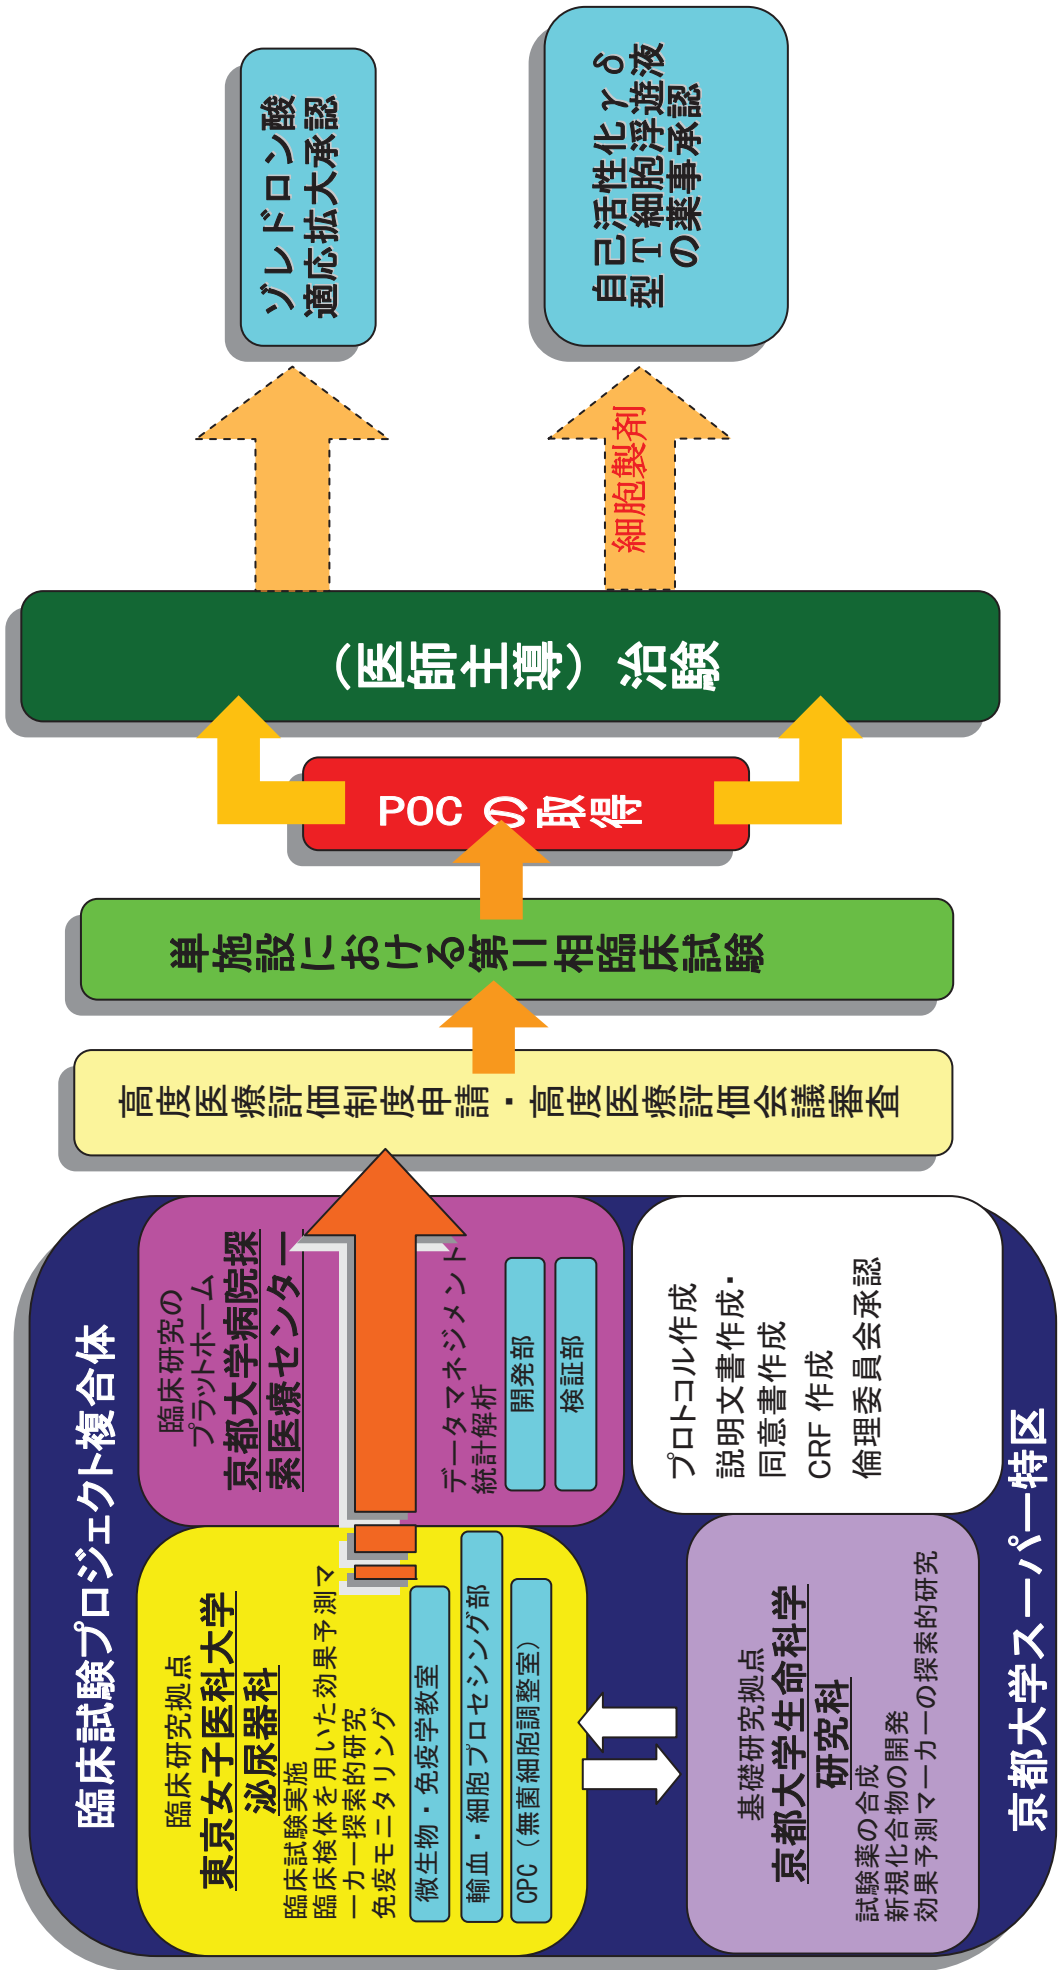 臨床試験プロジェクト複合体
臨床研究拠点
東京女子医科大学
泌尿器科
臨床試験実施
臨床検体を用いた効果予測マ
ーカー探索的研究
免疫モニタリング
微生物・免疫学教室
輸血・細胞プロセシング部
CPC（無菌細胞調整室）
臨床研究の
プラットホーム
京都大学病院探
索医療センター
データマネジメント
統計解析
開発部
検証部
基礎研究拠点
京都大学生命科学
研究科
試験薬の合成
新規化合物の開発
効果予測マーカーの探索的研究
プロトコル作成
説明文書作成・
同意書作成
CRF 作成
倫理委員会承認
京都大学スーパー特区
高度医療評価制度申請・高度医療評価会議審査
単施設における第II相臨床試験
POC の取得
（医師主導）治験
ゾレドロン酸
適応拡大承認
細胞製剤
自己活性化γδ
型T細胞浮遊液
の薬事承認